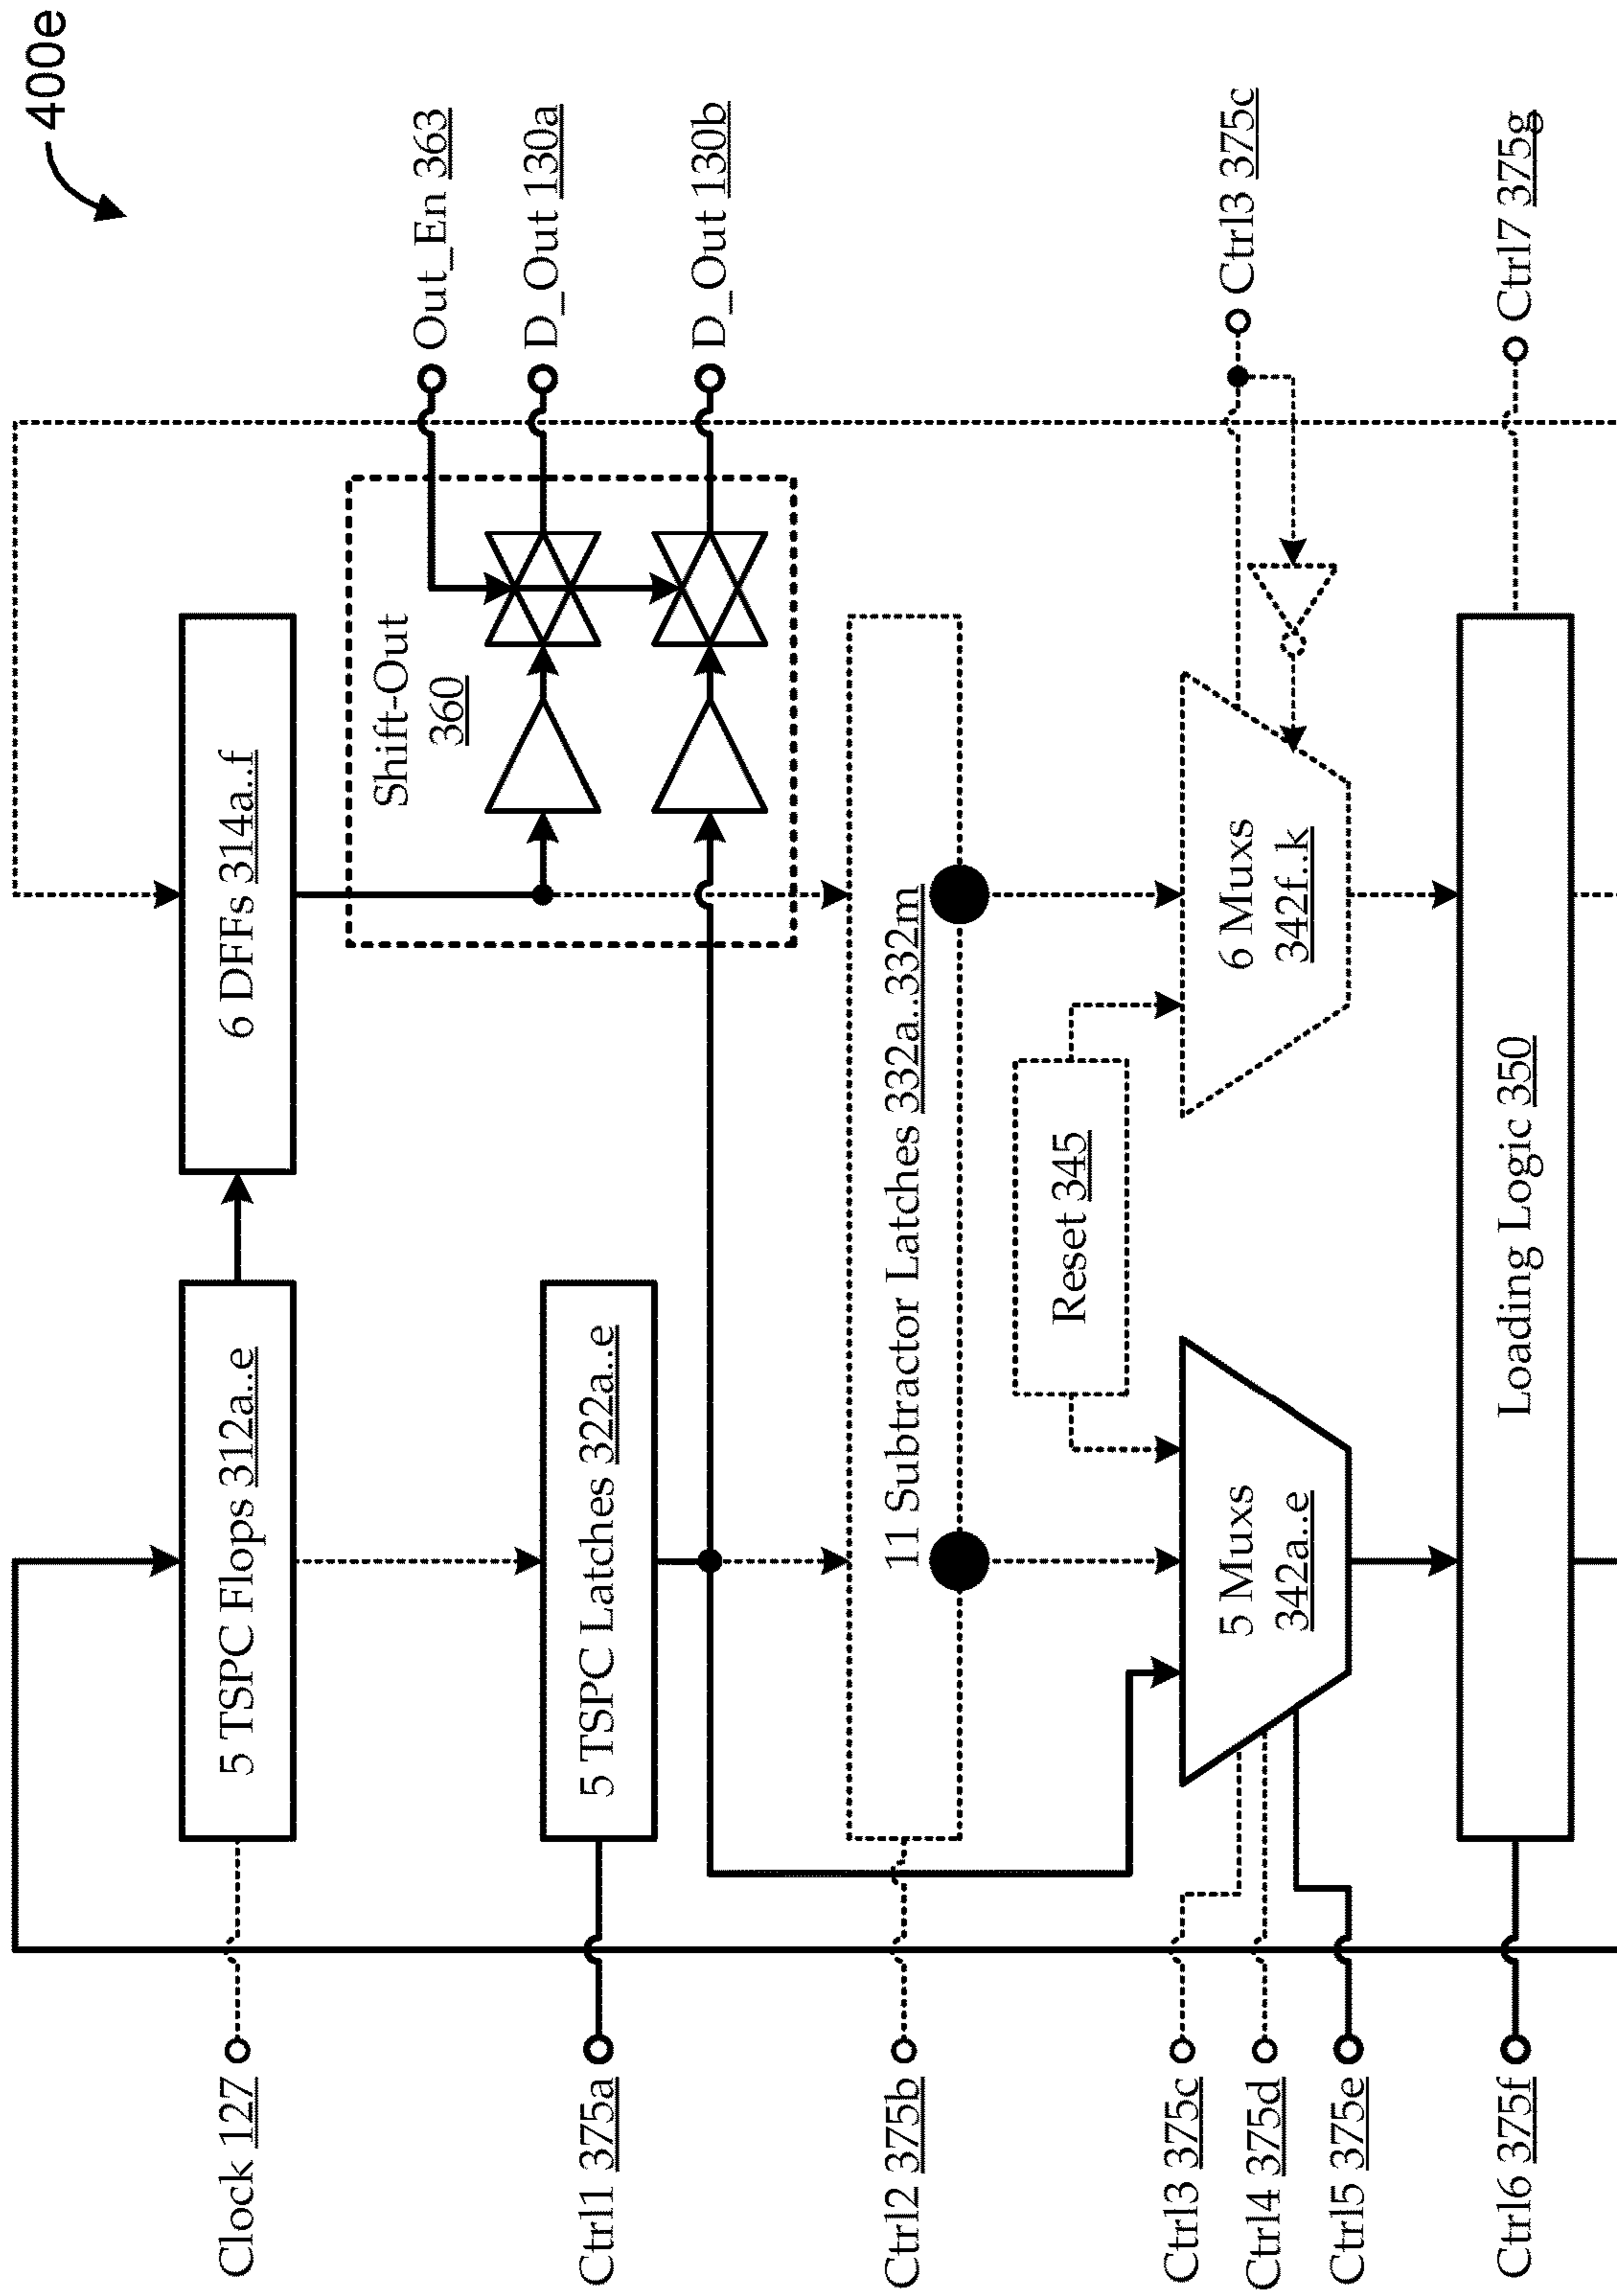 400e
Clock 127
5 TSPC Flops 312a..e
6 DFFs 314a..f
Out_En 363
D_Out 130a
D_Out 130b
Shift-Out
360
Ctrl1 375a
5 TSPC Latches 322a..e
Ctrl2 375b
11 Subtractor Latches 332a..332m
Reset 345
Ctrl3 375c
Ctrl4 375d
Ctrl5 375e
5 Muxs
342a..e
6 Muxs
342f..k
Ctrl3 375c
Ctrl6 375f
Loading Logic 350
Ctrl7 375g